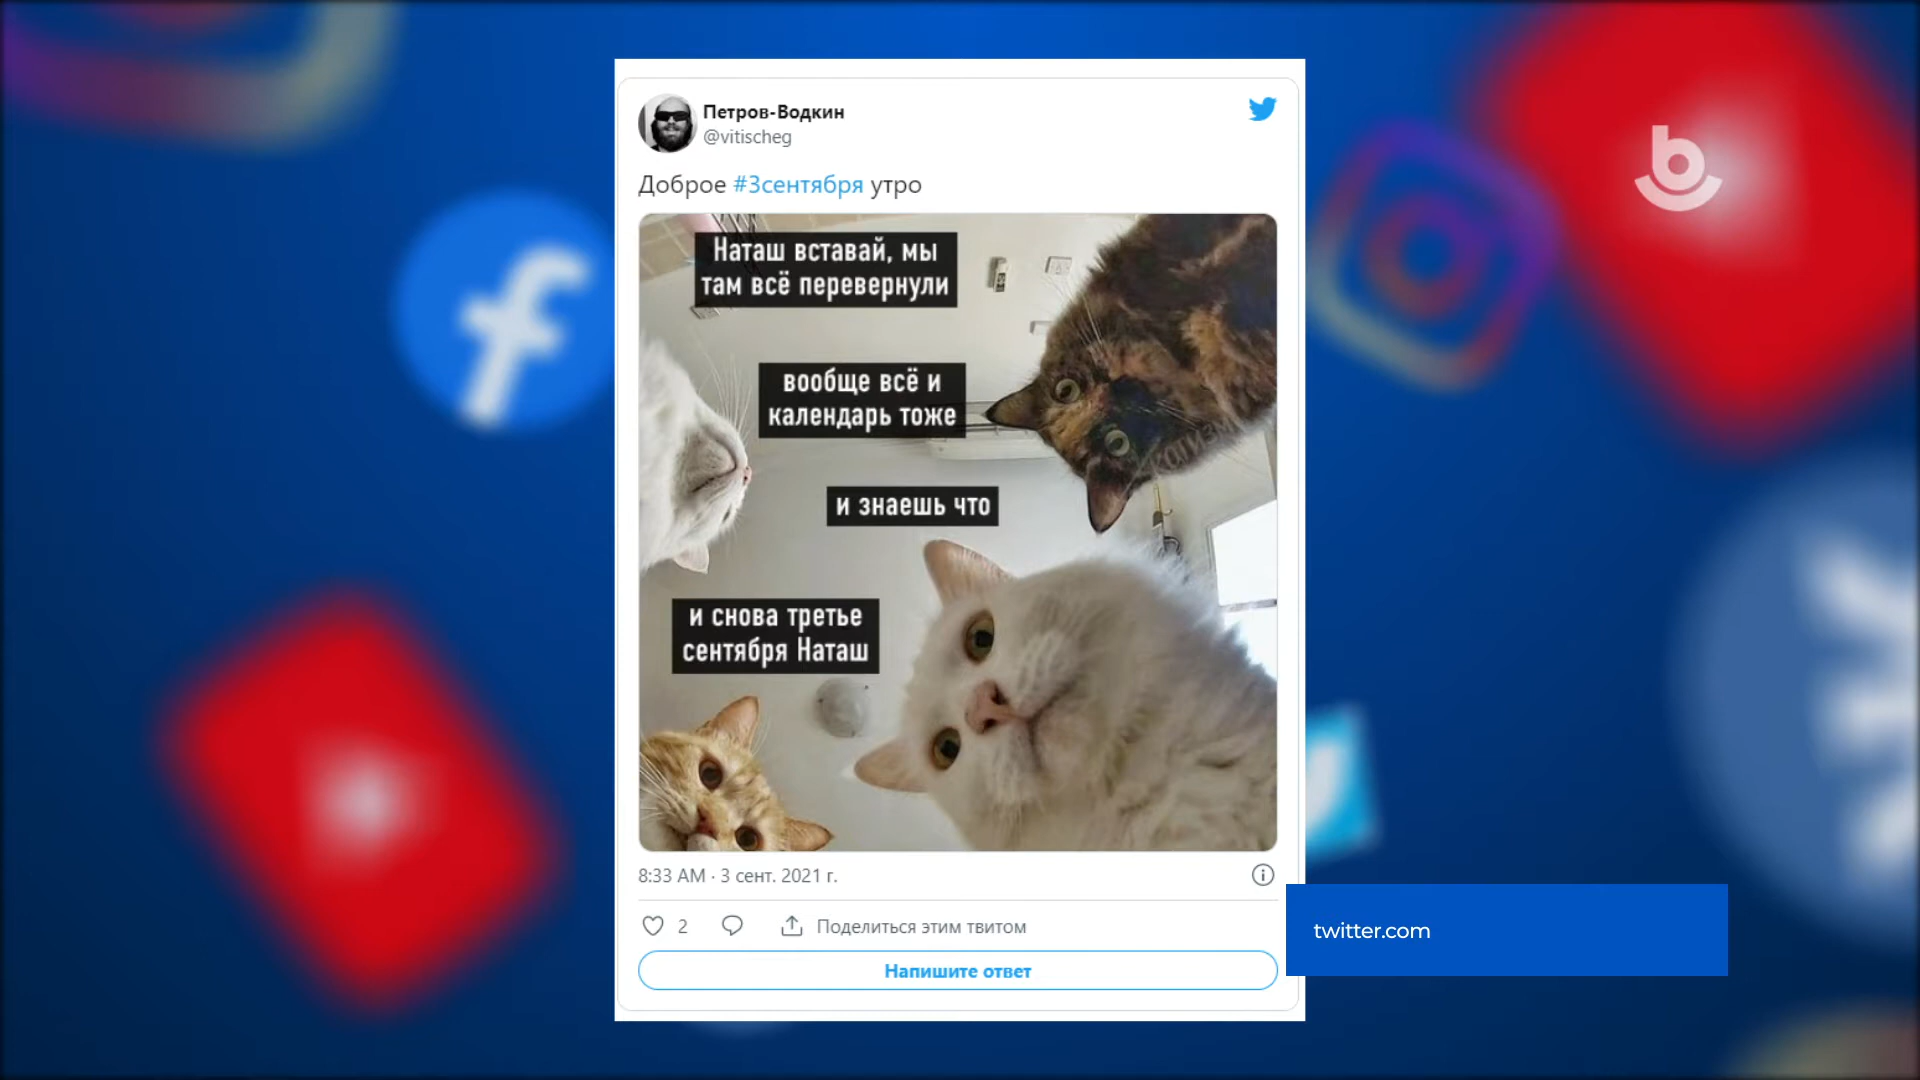 Петров-Водкин
@vitischeg
Доброе #3сентября утро
Наташ вставай, мы
там всё перевернули
вообще всё и
календарь тоже
и знаешь что
и снова третье
сентября Наташ
КОТИЗМ
8:33 AM · 3 сент. 2021 г.
2
Поделиться этим твитом
Напишите ответ
twitter.com
b